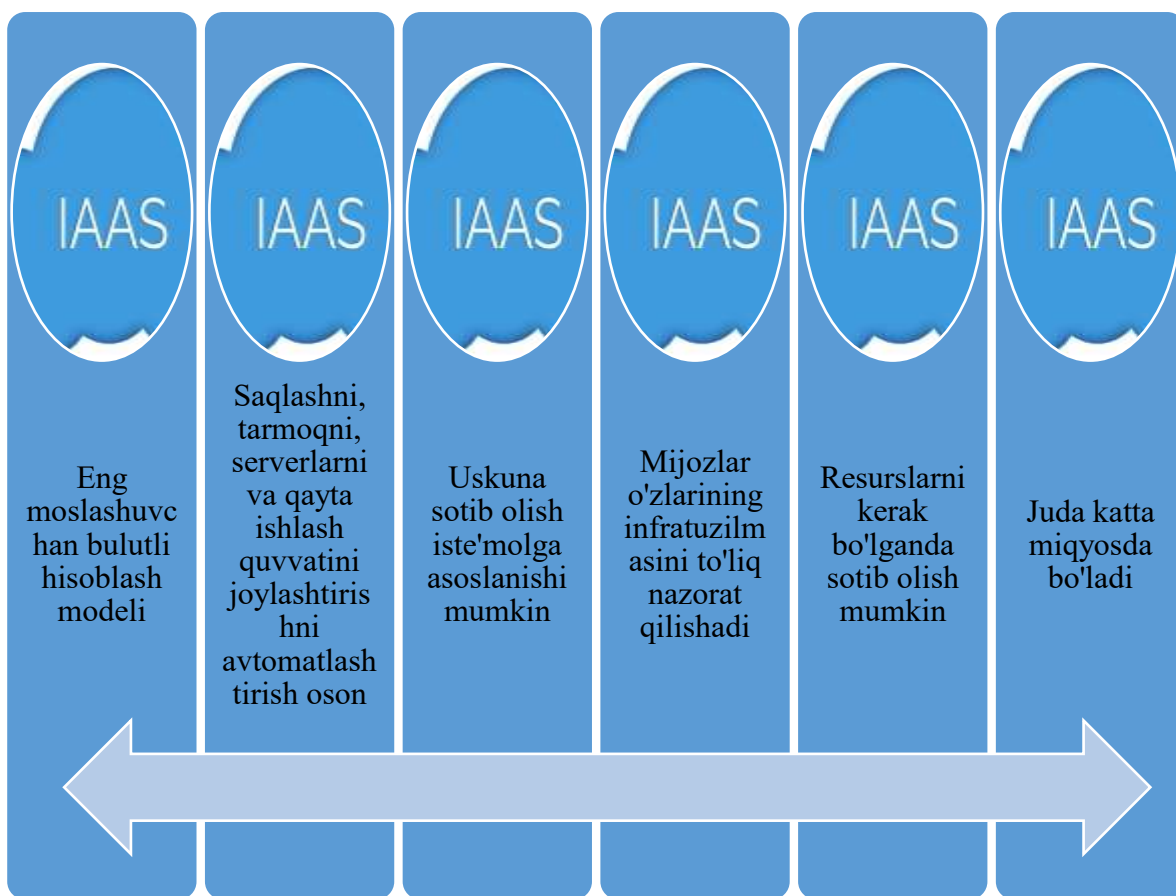 IAAS
IAAS
IAAS
IAAS
IAAS
IAAS
Eng
moslashuvc
han bulutli
hisoblash
modeli
Saqlashni,
tarmoqni,
serverlarni
va qayta
ishlash
quvvatini
joylashtiris
hni
avtomatlash
tirish oson
Uskuna
sotib olish
iste'molga
asoslanishi
mumkin
Mijozlar
o'zlarining
infratuzilm
asini to'liq
nazorat
qilishadi
Resurslarni
kerak
bo'lganda
sotib olish
mumkin
Juda katta
miqyosda
bo'ladi